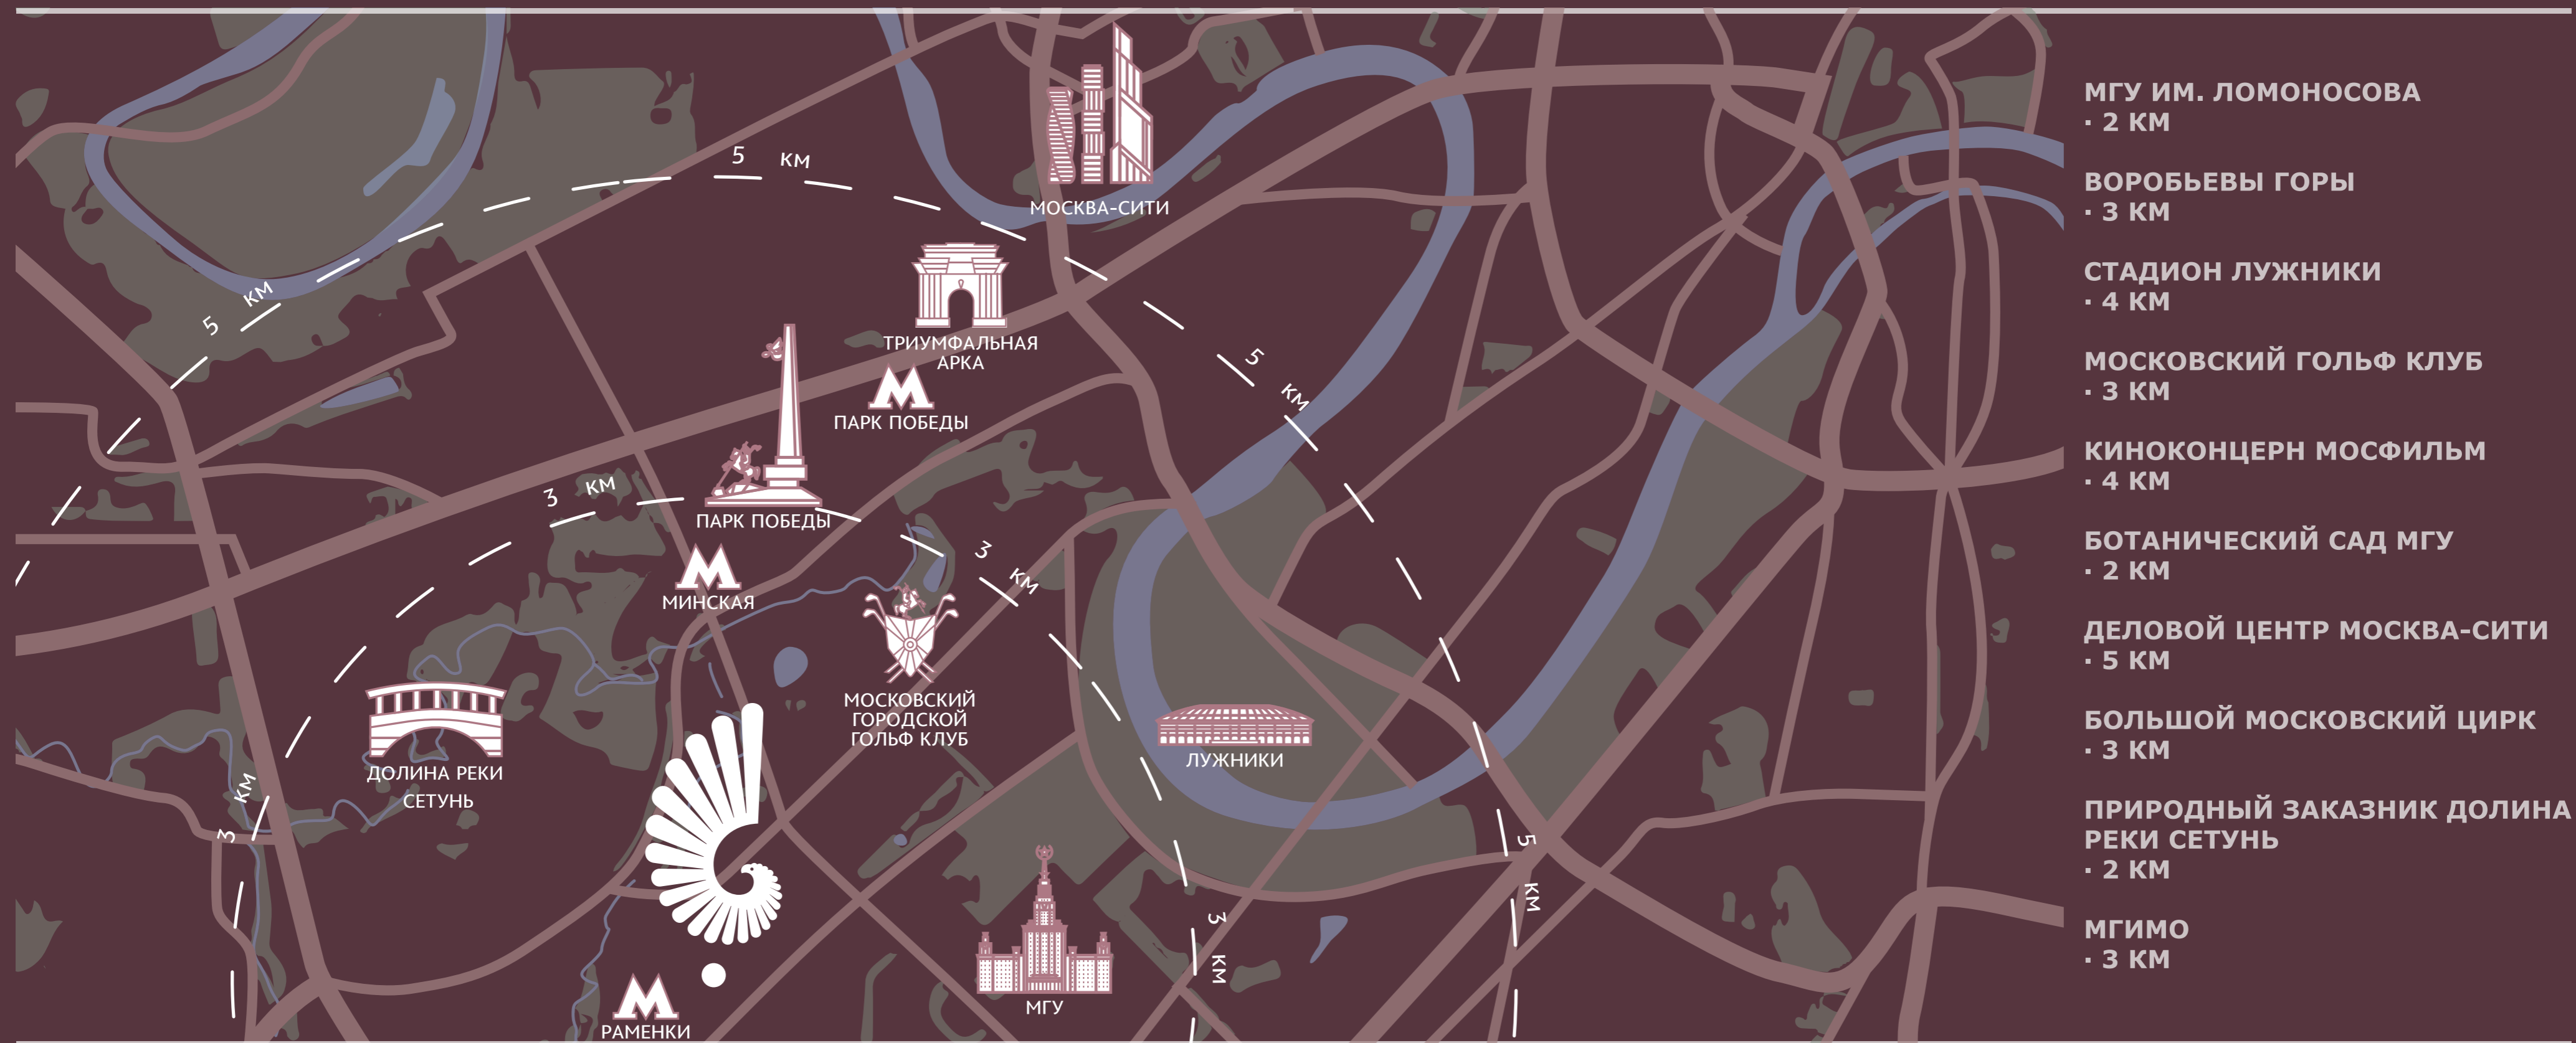 5 КМ
МОСКВА-СИТИ
5 КМ
ТРИУМФАЛЬНАЯ
АРКА
ПАРК ПОБЕДЫ
5 КМ
3 КМ
ПАРК ПОБЕДЫ
МИНСКАЯ
3 КМ
МОСКОВСКИЙ
ГОРОДСКОЙ
ГОЛЬФ КЛУБ
ДОЛИНА РЕКИ
СЕТУНЬ
ЛУЖНИКИ
3 КМ
5 КМ
3 КМ
МГУ
РАМЕНКИ
МГУ ИМ. ЛОМОНОСОВА
· 2 КМ
ВОРОБЬЕВЫ ГОРЫ
· 3 КМ
СТАДИОН ЛУЖНИКИ
· 4 КМ
МОСКОВСКИЙ ГОЛЬФ КЛУБ
· 3 КМ
КИНОКОНЦЕРН МОСФИЛЬМ
· 4 КМ
БОТАНИЧЕСКИЙ САД МГУ
· 2 КМ
ДЕЛОВОЙ ЦЕНТР МОСКВА-СИТИ
· 5 КМ
БОЛЬШОЙ МОСКОВСКИЙ ЦИРК
· 3 КМ
ПРИРОДНЫЙ ЗАКАЗНИК ДОЛИНА
РЕКИ СЕТУНЬ
· 2 КМ
МГИМО
· 3 КМ